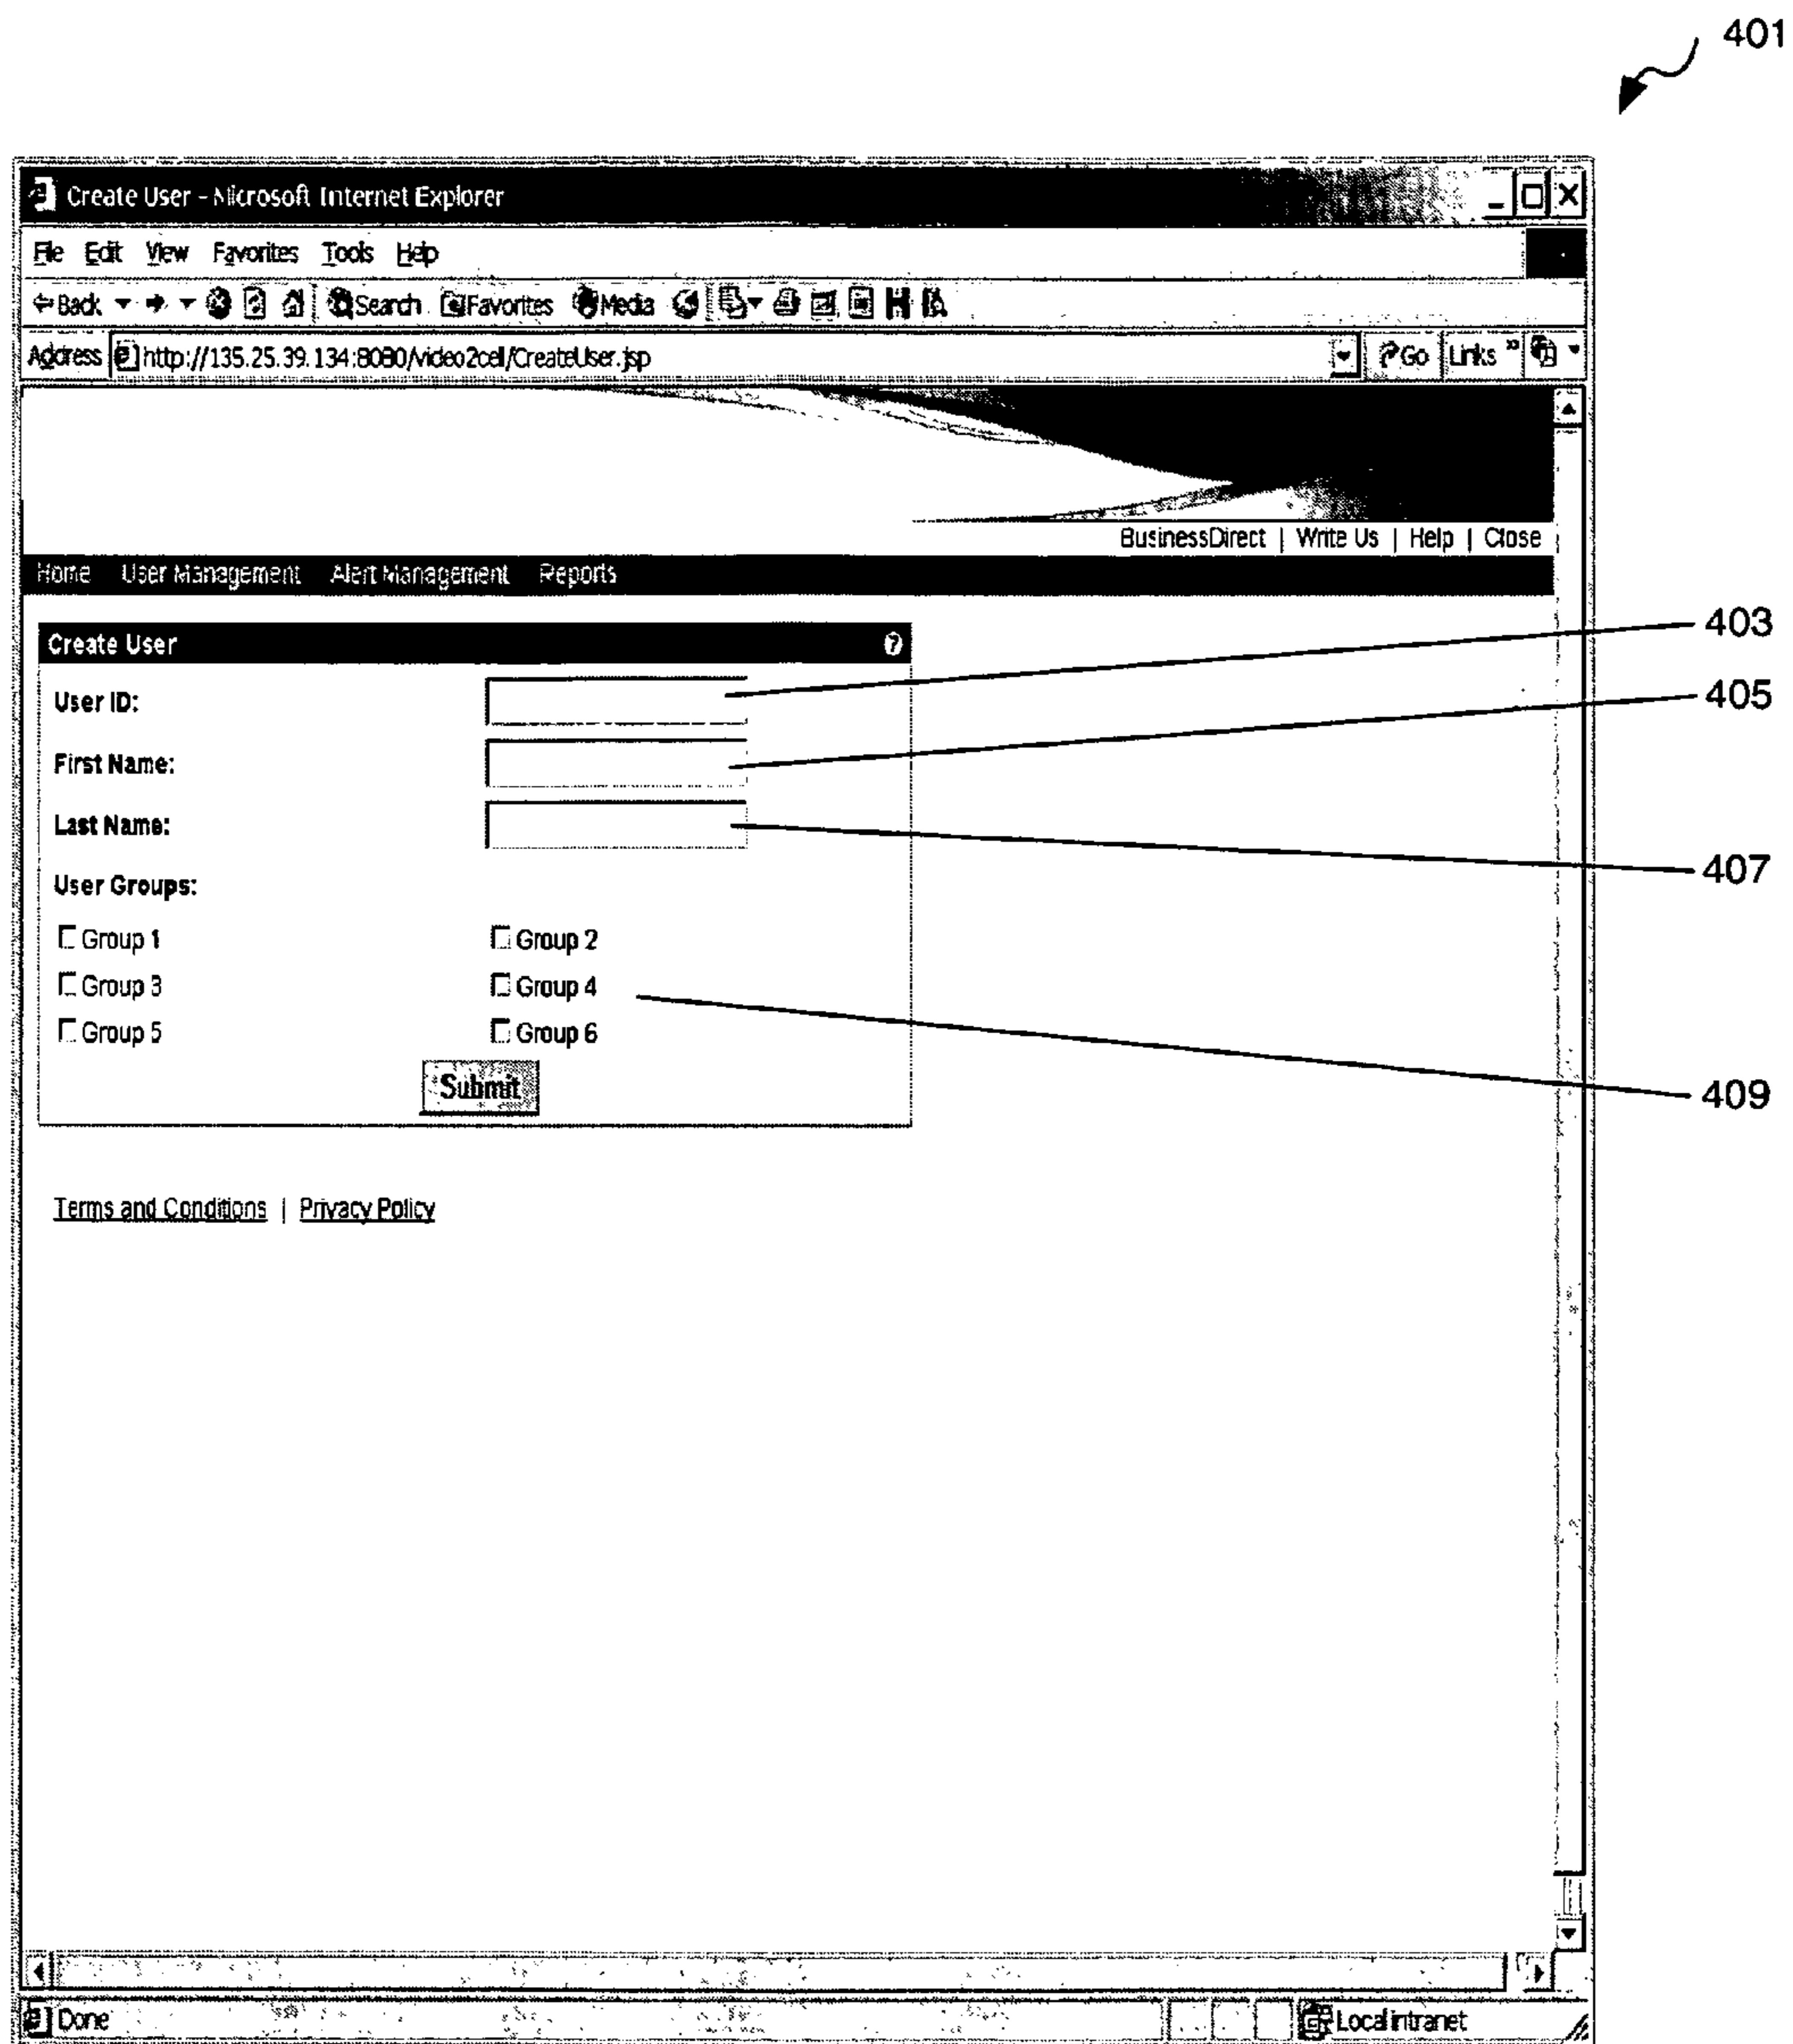 401
Create User - Microsoft Internet Explorer
File Edit View Favorites Tools Help
Back Search Favorites Media
Address http://135.25.39.134:8080/video2cell/CreateUser.jsp Go Links »
BusinessDirect | Write Us | Help | Close
Home User Management Alert Management Reports
Create User ?
403
User ID:
405
First Name:
Last Name:
407
User Groups:
Group 1 Group 2
Group 3 Group 4
Group 5 Group 6
Submit
409
Terms and Conditions | Privacy Policy
Done Local intranet